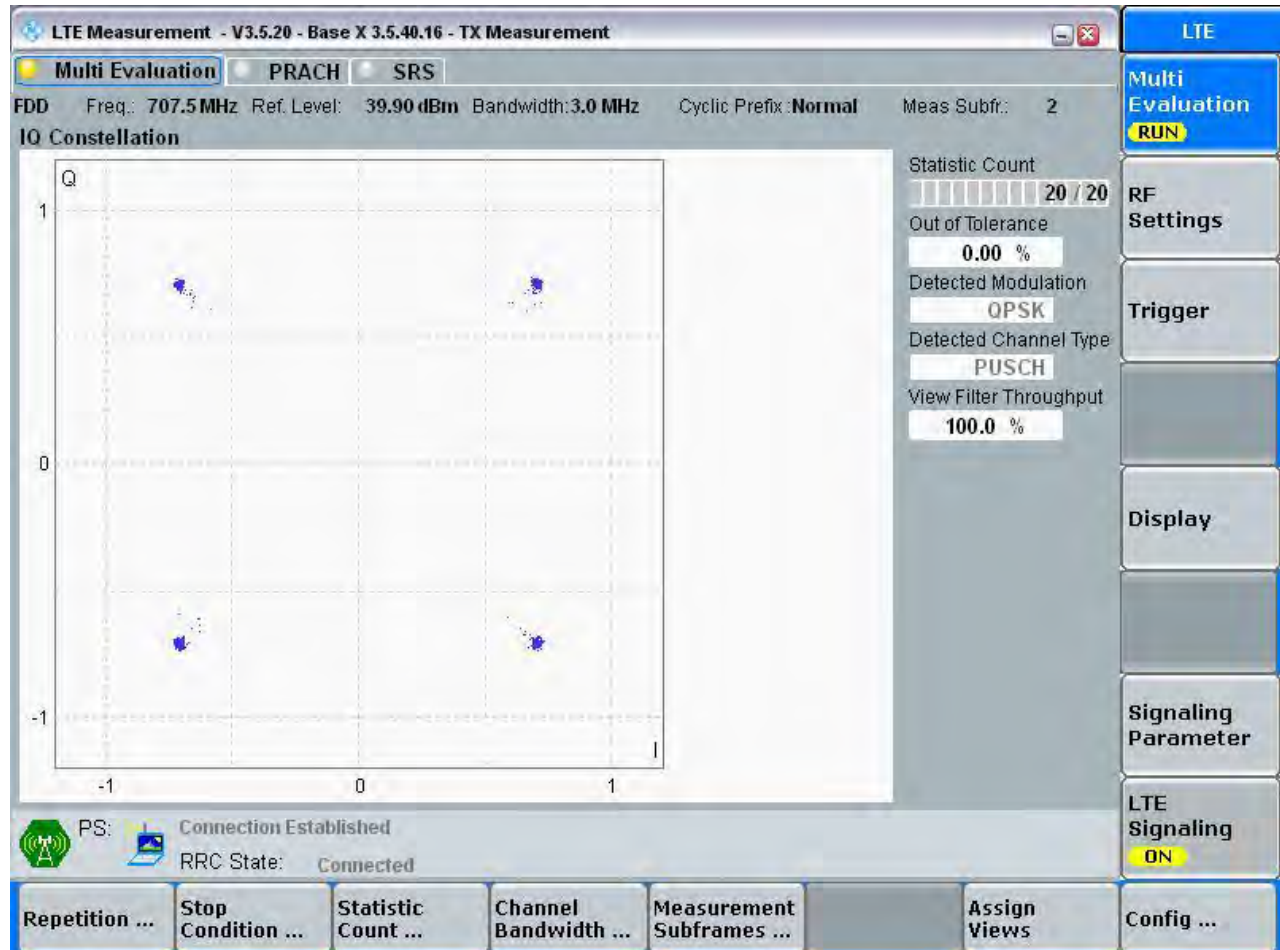 LTE Measurement - V3.5.20 - Base X 3.5.40.16 - TX Measurement
LTE
Multi Evaluation PRACH SRS
Multi
Evaluation
RUN
FDD Freq.: 707.5 MHz Ref. Level: 39.90 dBm Bandwidth: 3.0 MHz Cyclic Prefix : Normal Meas Subfr.: 2
IQ Constellation
Q
1
0
-1
I
-1 0 1
Statistic Count
20 / 20
Out of Tolerance
0.00 %
Detected Modulation
QPSK
Detected Channel Type
PUSCH
View Filter Throughput
100.0 %
RF
Settings
Trigger
Display
Signaling
Parameter
LTE
Signaling
ON
PS: Connection Established
RRC State: Connected
Repetition ...
Stop
Condition ...
Statistic
Count ...
Channel
Bandwidth ...
Measurement
Subframes ...
Assign
Views
Config ...